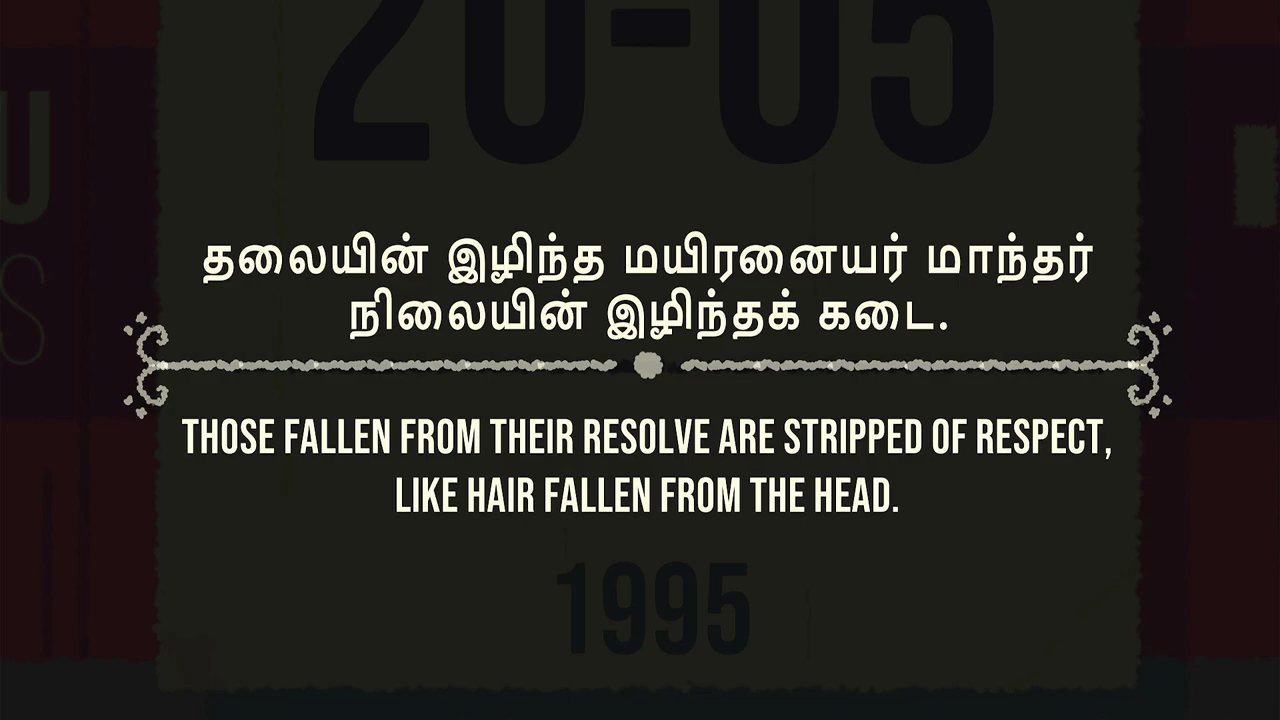 20-05
U
S
தலையின் இழிந்த மயிரனையர் மாந்தர்
நிலையின் இழிந்தக் கடை.
THOSE FALLEN FROM THEIR RESOLVE ARE STRIPPED OF RESPECT,
LIKE HAIR FALLEN FROM THE HEAD.
1995